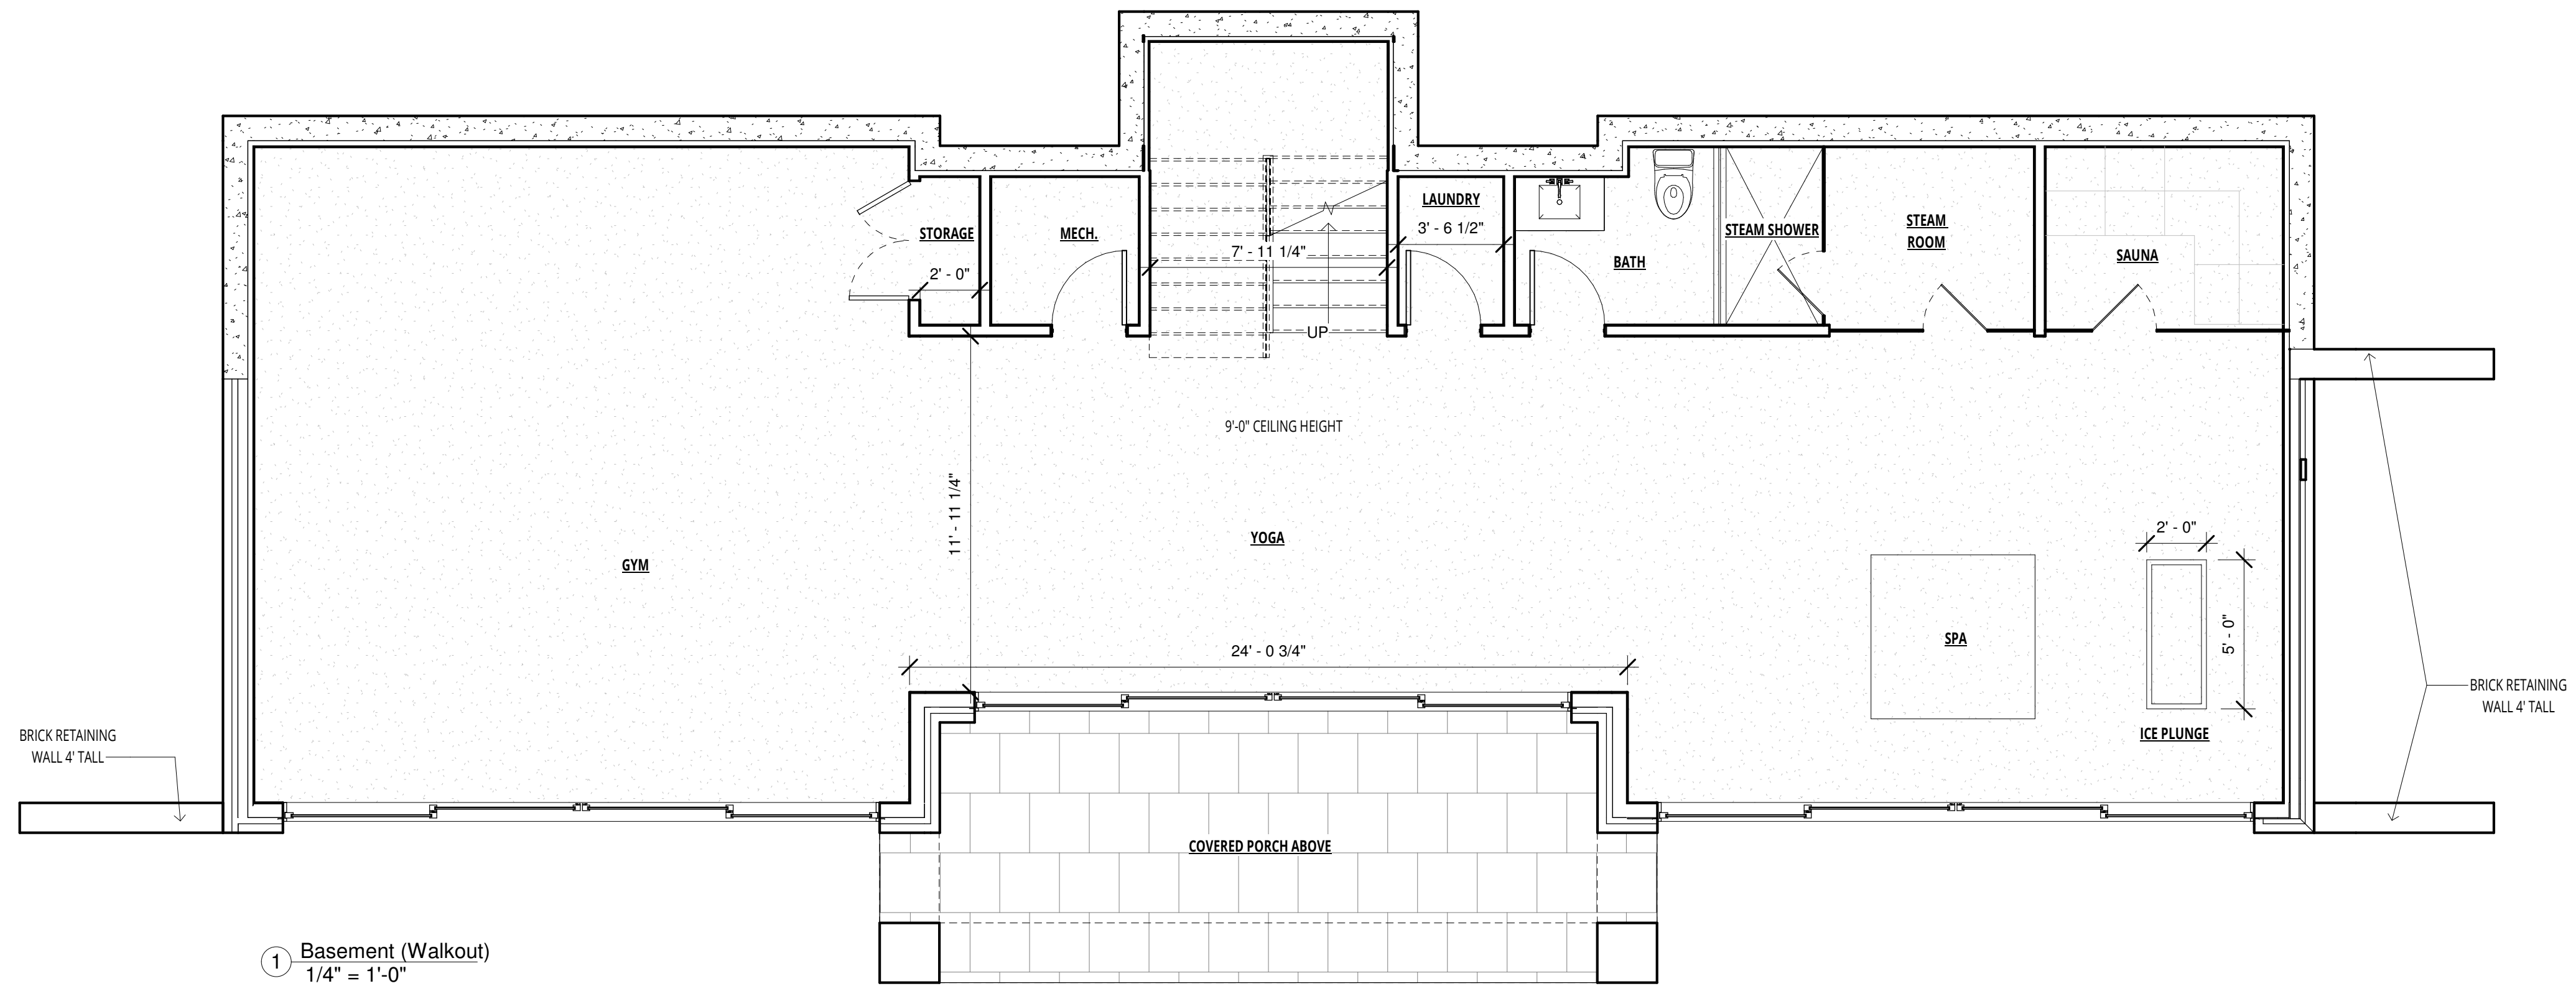 LAUNDRY
3' - 6 1/2"
STORAGE
MECH.
STEAM SHOWER
STEAM
ROOM
7' - 11 1/4"
BATH
SAUNA
2' - 0"
UP
9'-0" CEILING HEIGHT
11' - 11 1/4"
YOGA
GYM
2' - 0"
5' - 0"
SPA
24' - 0 3/4"
ICE PLUNGE
BRICK RETAINING
WALL 4' TALL
BRICK RETAINING
WALL 4' TALL
COVERED PORCH ABOVE
1 Basement (Walkout)
1/4" = 1'-0"